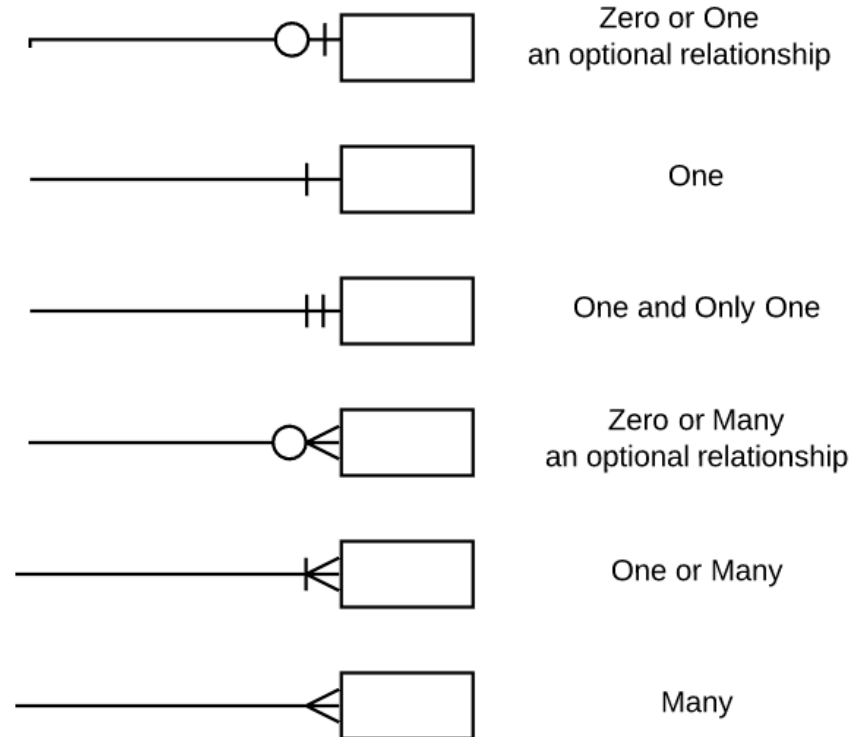 Zero or One
an optional relationship
One
One and Only One
Zero or Many
an optional relationship
One or Many
Many